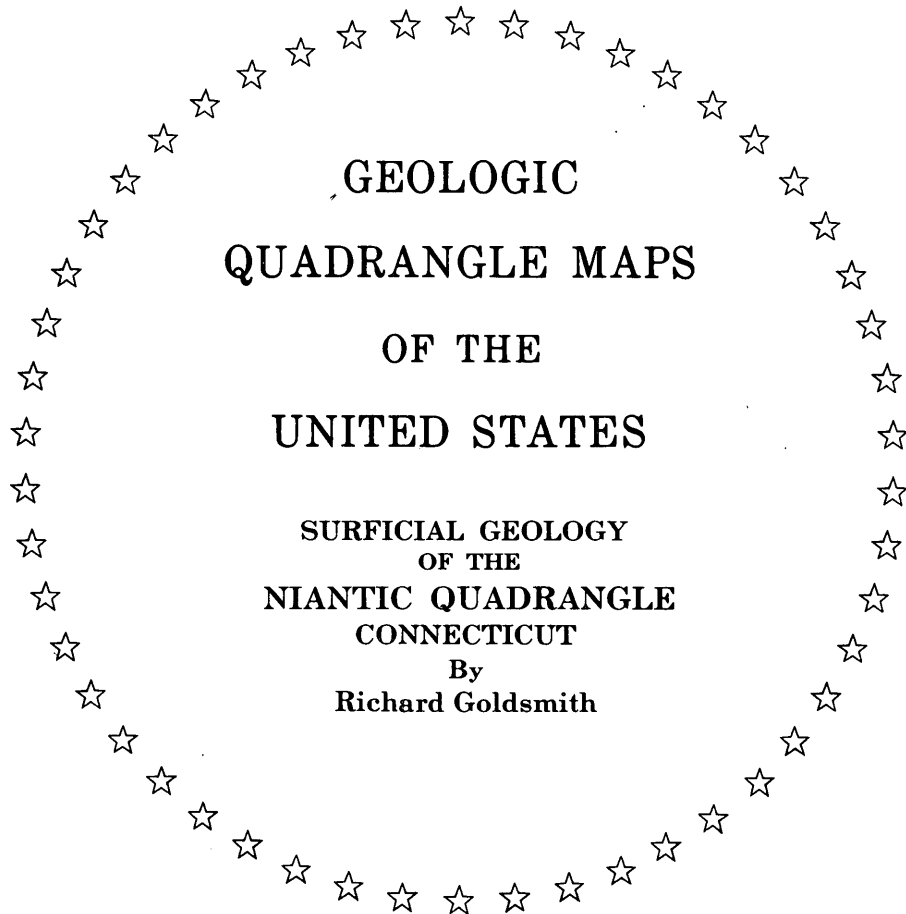 GEOLOGIC
QUADRANGLE MAPS
OF THE
UNITED STATES
SURFICIAL GEOLOGY
OF THE
NIANTIC QUADRANGLE
CONNECTICUT
By
Richard Goldsmith